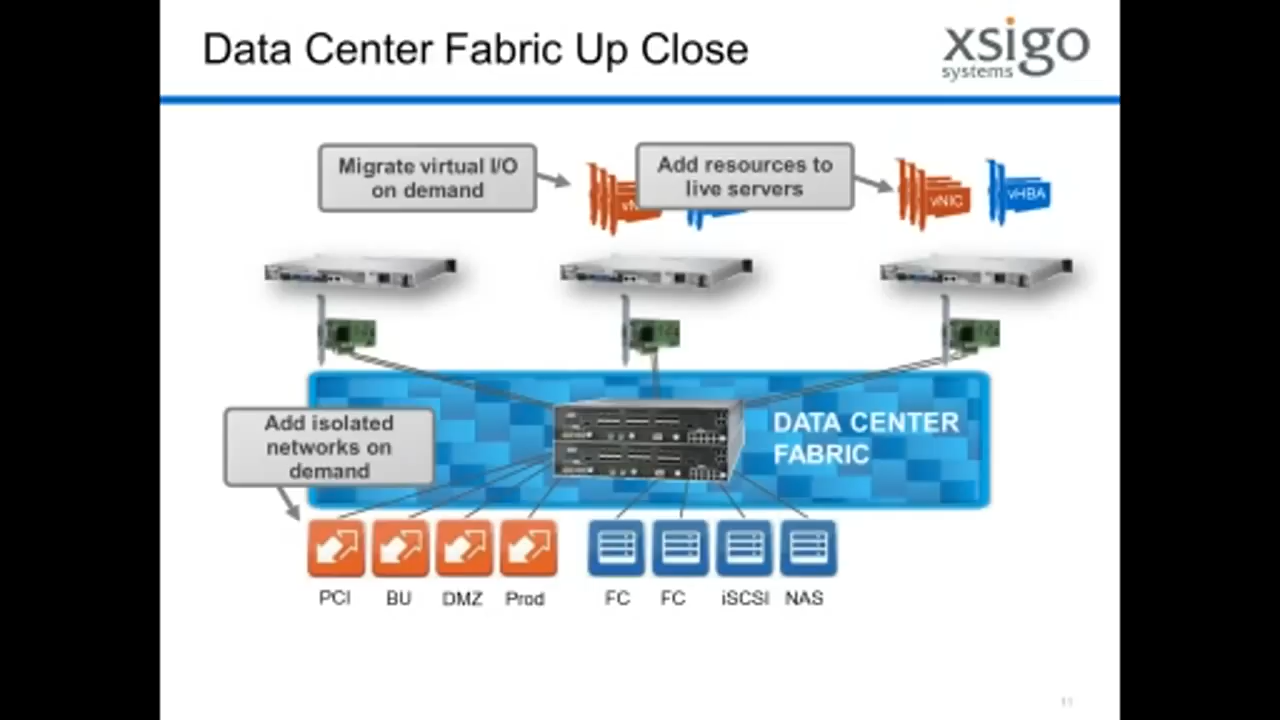 Data Center Fabric Up Close
xsigo
systems
Migrate virtual I/O
on demand
Add resources to
live servers
vNIC
vHBA
DATA CENTER
FABRIC
Add isolated
networks on
demand
PCI
BU
DMZ
Prod
FC
FC
iSCSI
NAS
11